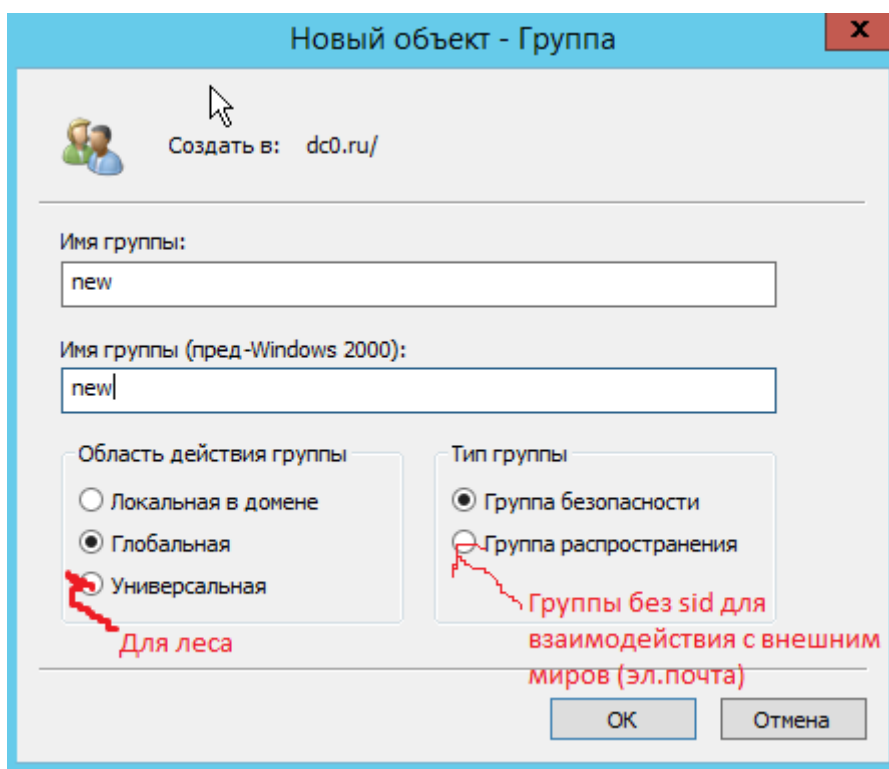 Новый объект - Группа
x
Создать в: dc0.ru/
Имя группы:
new
Имя группы (пред-Windows 2000):
new
Область действия группы
Локальная в домене
Глобальная
Универсальная
Для леса
Тип группы
Группа безопасности
Группа распространения
Группы без sid для
взаимодействия с внешним
миров (эл.почта)
ОК
Отмена